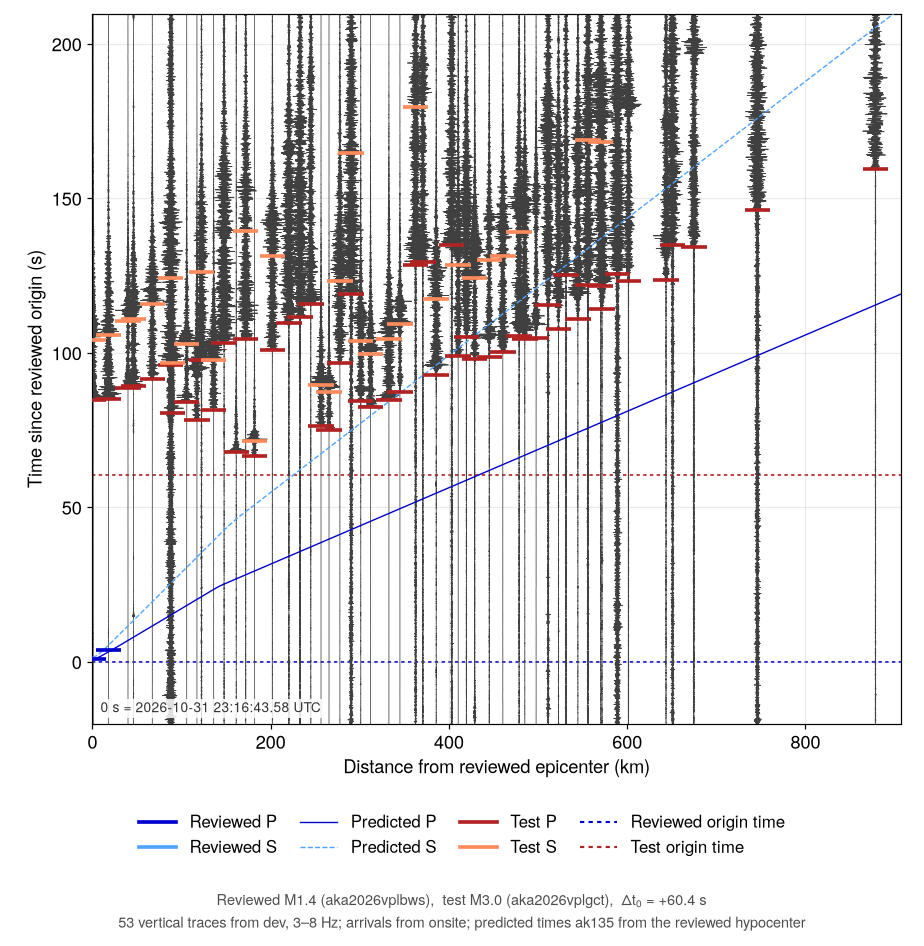 200
150
100
50
0
Time since reviewed origin (s)
0 s = 2026-10-31 23:16:43.58 UTC
0 200 400 600 800
Distance from reviewed epicenter (km)
Reviewed P Predicted P Test P Reviewed origin time
Reviewed S Predicted S Test S Test origin time
Reviewed M1.4 (aka2026vplbws), test M3.0 (aka2026vplgct), Δt₀ = +60.4 s
53 vertical traces from dev, 3–8 Hz; arrivals from onsite; predicted times ak135 from the reviewed hypocenter